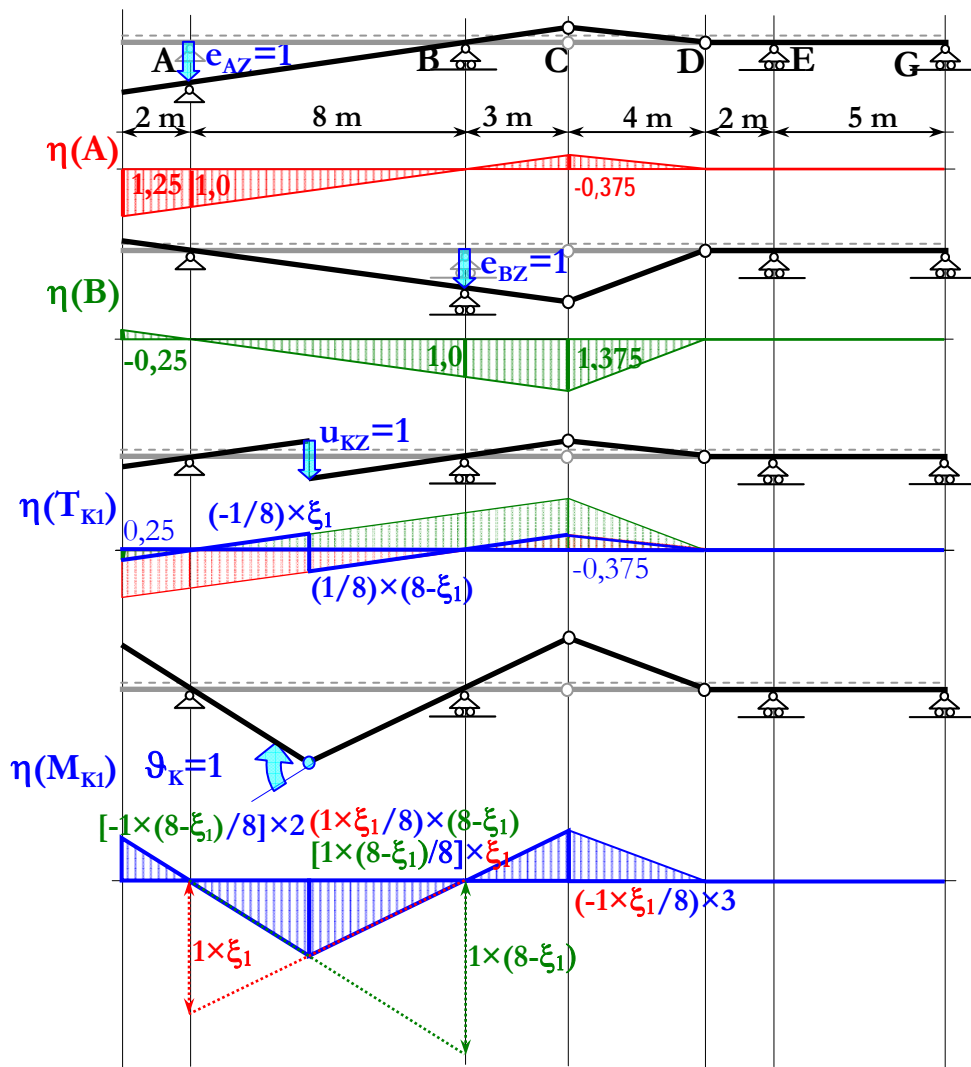 A e_AZ=1 B C D E G
2 m 8 m 3 m 4 m 2 m 5 m
η(A) 1,25 1,0 -0,375
e_BZ=1
η(B) -0,25 1,0 1,375
u_KZ=1
η(T_K1) 0,25 (-1/8)×ξ₁
(1/8)×(8-ξ₁) -0,375
η(M_K1) ϑ_K=1
[-1×(8-ξ₁)/8]×2 (1×ξ₁/8)×(8-ξ₁)
[1×(8-ξ₁)/8]×ξ₁
(-1×ξ₁/8)×3
1×ξ₁ 1×(8-ξ₁)